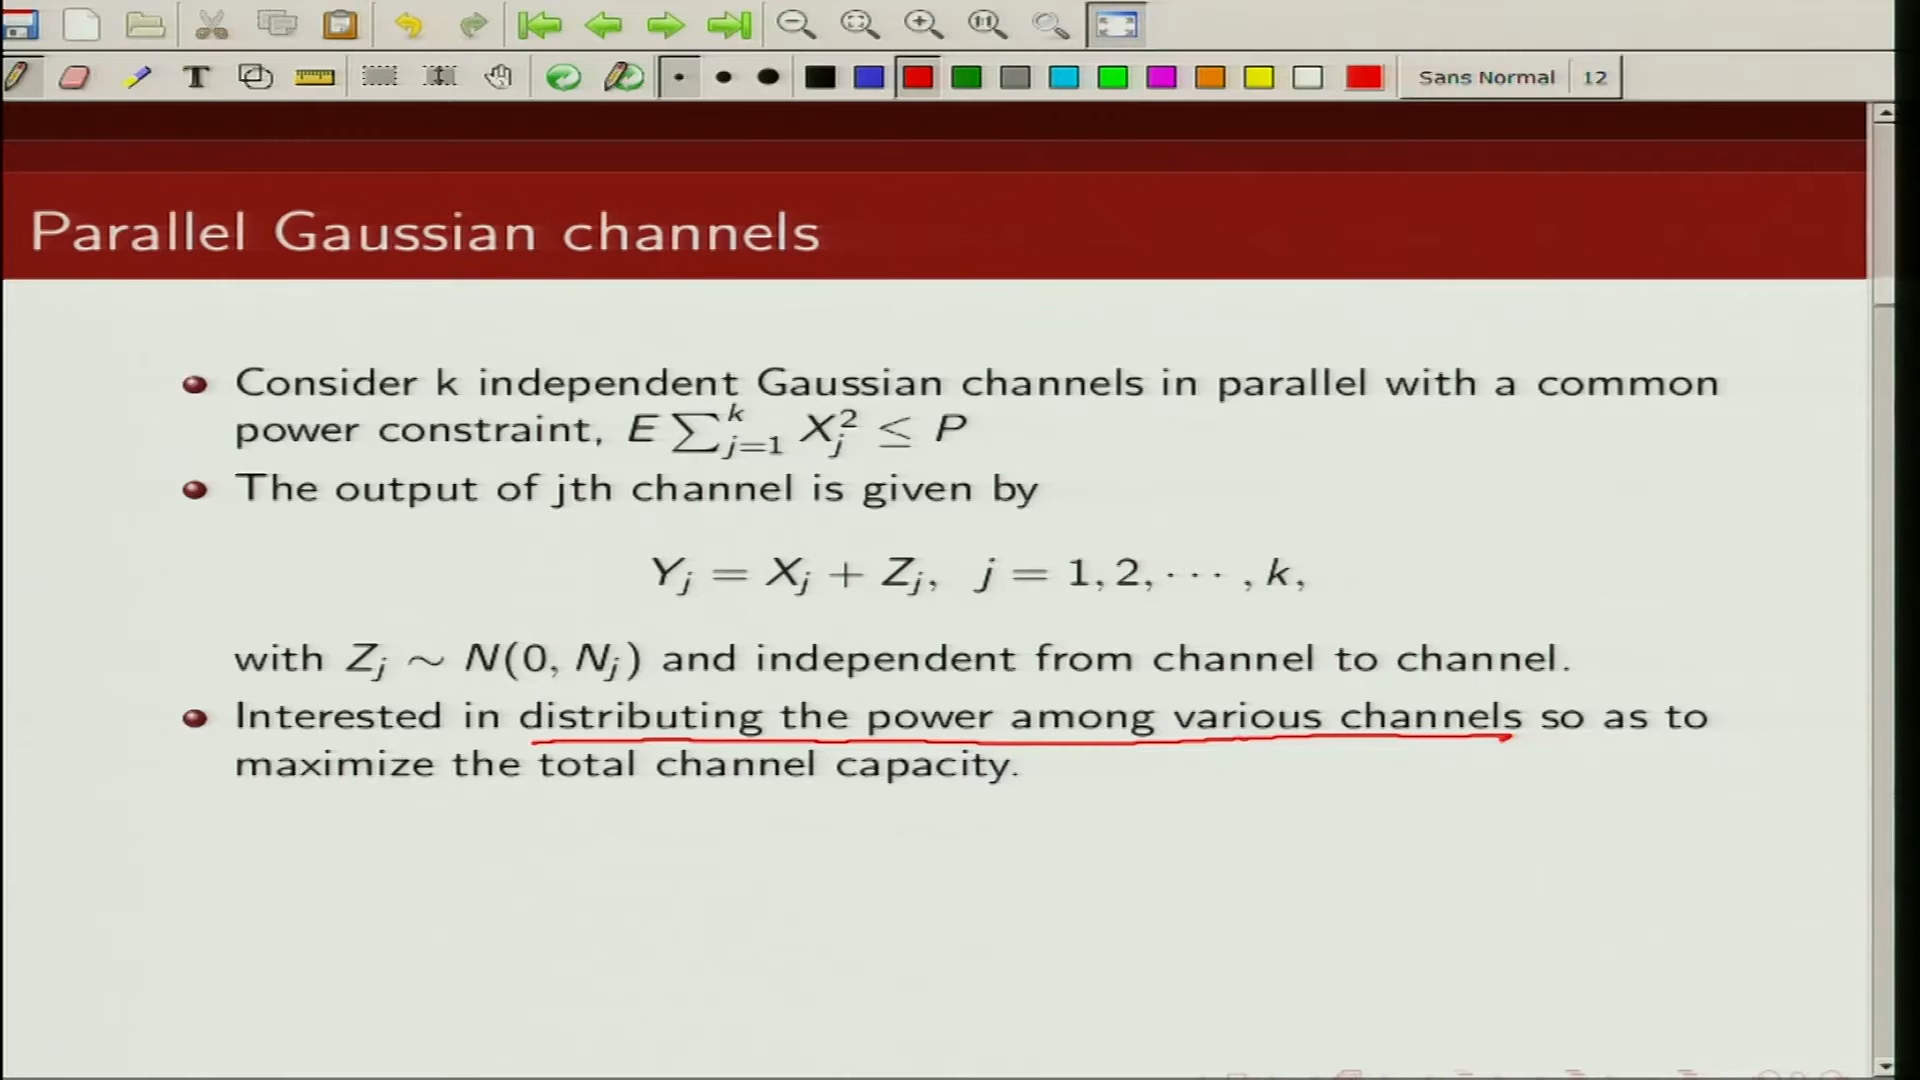 Sans Normal 12
Parallel Gaussian channels
Consider k independent Gaussian channels in parallel with a common
power constraint, E ∑_{j=1}^{k} X_j^2 ≤ P
The output of jth channel is given by
Y_j = X_j + Z_j, j = 1, 2, ··· , k,
with Z_j ∼ N(0, N_j) and independent from channel to channel.
Interested in distributing the power among various channels so as to
maximize the total channel capacity.